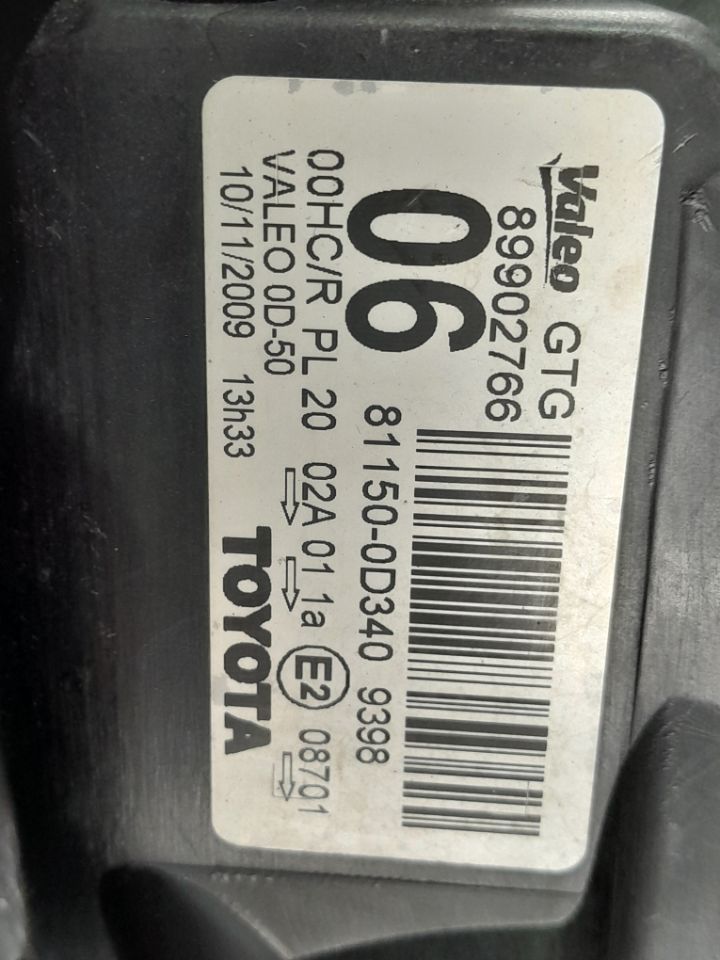 Valeo GTG
89902766
06 81150-0D340 9398
00HC/R PL 20 02A 01 1a E2 08701
VALEO 0D-50
10/11/2009 13h33 TOYOTA